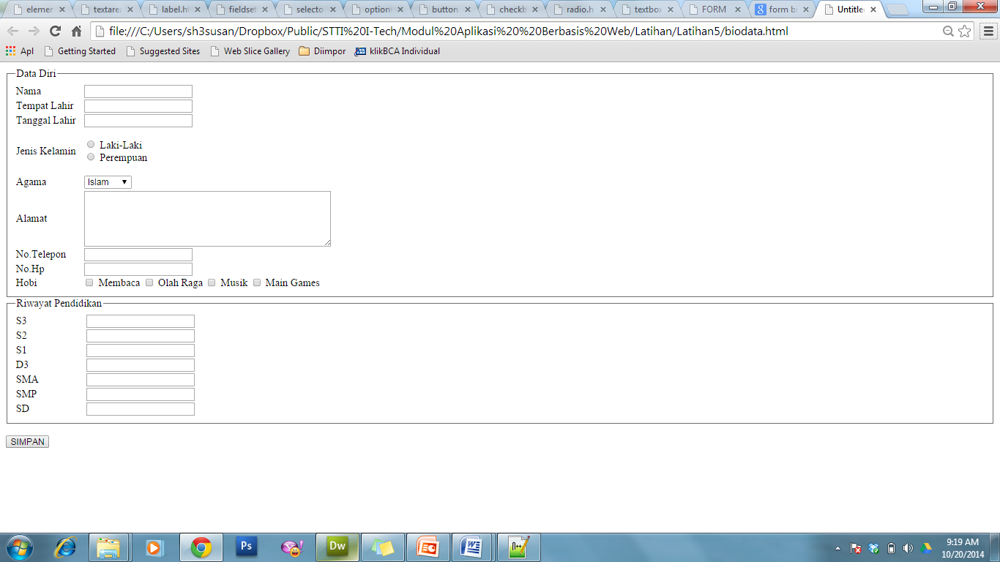 elemen textarea label.ht fieldset selecto option button checkb radio.h textbox FORM form bi Untitle
file:///C:/Users/sh3susan/Dropbox/Public/STTI%20I-Tech/Modul%20Aplikasi%20%20Berbasis%20Web/Latihan/Latihan5/biodata.html
Apl Getting Started Suggested Sites Web Slice Gallery Diimpor klikBCA Individual
Data Diri
Nama
Tempat Lahir
Tanggal Lahir
Jenis Kelamin
Laki-Laki
Perempuan
Agama Islam
Alamat
No.Telepon
No.Hp
Hobi Membaca Olah Raga Musik Main Games
Riwayat Pendidikan
S3
S2
S1
D3
SMA
SMP
SD
SIMPAN
Ps Dw
9:19 AM
10/20/2014